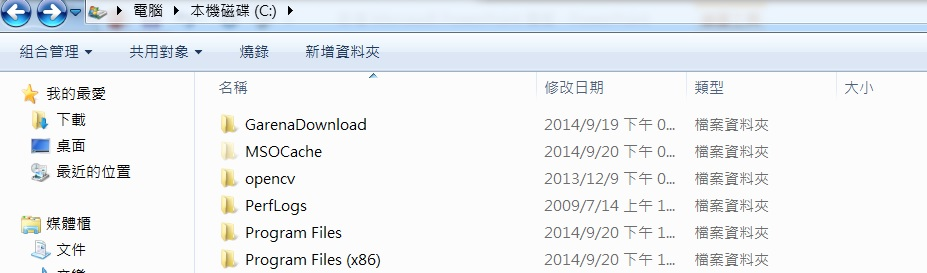 電腦 本機磁碟 (C:)
組合管理 共用對象 燒錄 新增資料夾
名稱 修改日期 類型 大小
我的最愛
下載
桌面
最近的位置
媒體櫃
文件
GarenaDownload 2014/9/19 下午 0... 檔案資料夾
MSOCache 2014/9/20 下午 0... 檔案資料夾
opencv 2013/12/9 下午 0... 檔案資料夾
PerfLogs 2009/7/14 上午 1... 檔案資料夾
Program Files 2014/9/20 下午 1... 檔案資料夾
Program Files (x86) 2014/9/20 下午 1... 檔案資料夾